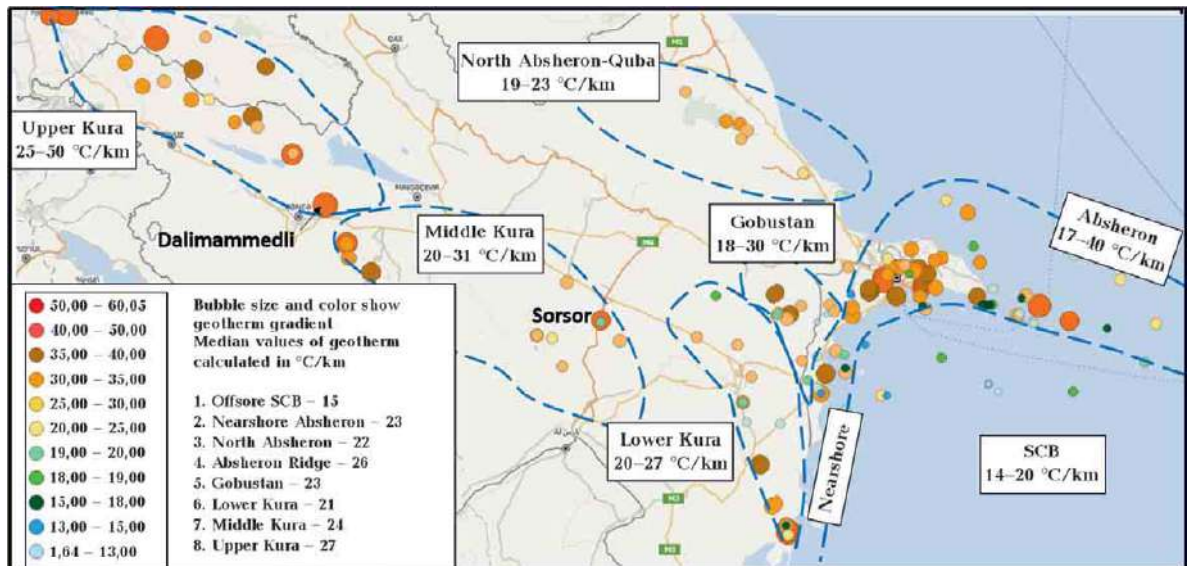 North Absheron-Quba
19–23 °C/km
Upper Kura
25–50 °C/km
Dalimammedli
Middle Kura
20–31 °C/km
Gobustan
18–30 °C/km
Absheron
17–40 °C/km
Sorsor
Lower Kura
20–27 °C/km
Nearshore
SCB
14–20 °C/km
M1
M4
M2
M3
50,00 – 60,05
40,00 – 50,00
35,00 – 40,00
30,00 – 35,00
25,00 – 30,00
20,00 – 25,00
19,00 – 20,00
18,00 – 19,00
15,00 – 18,00
13,00 – 15,00
1,64 – 13,00
Bubble size and color show
geotherm gradient
Median values of geotherm
calculated in °C/km
1. Offsore SCB – 15
2. Nearshore Absheron – 23
3. North Absheron – 22
4. Absheron Ridge – 26
5. Gobustan – 23
6. Lower Kura – 21
7. Middle Kura – 24
8. Upper Kura – 27